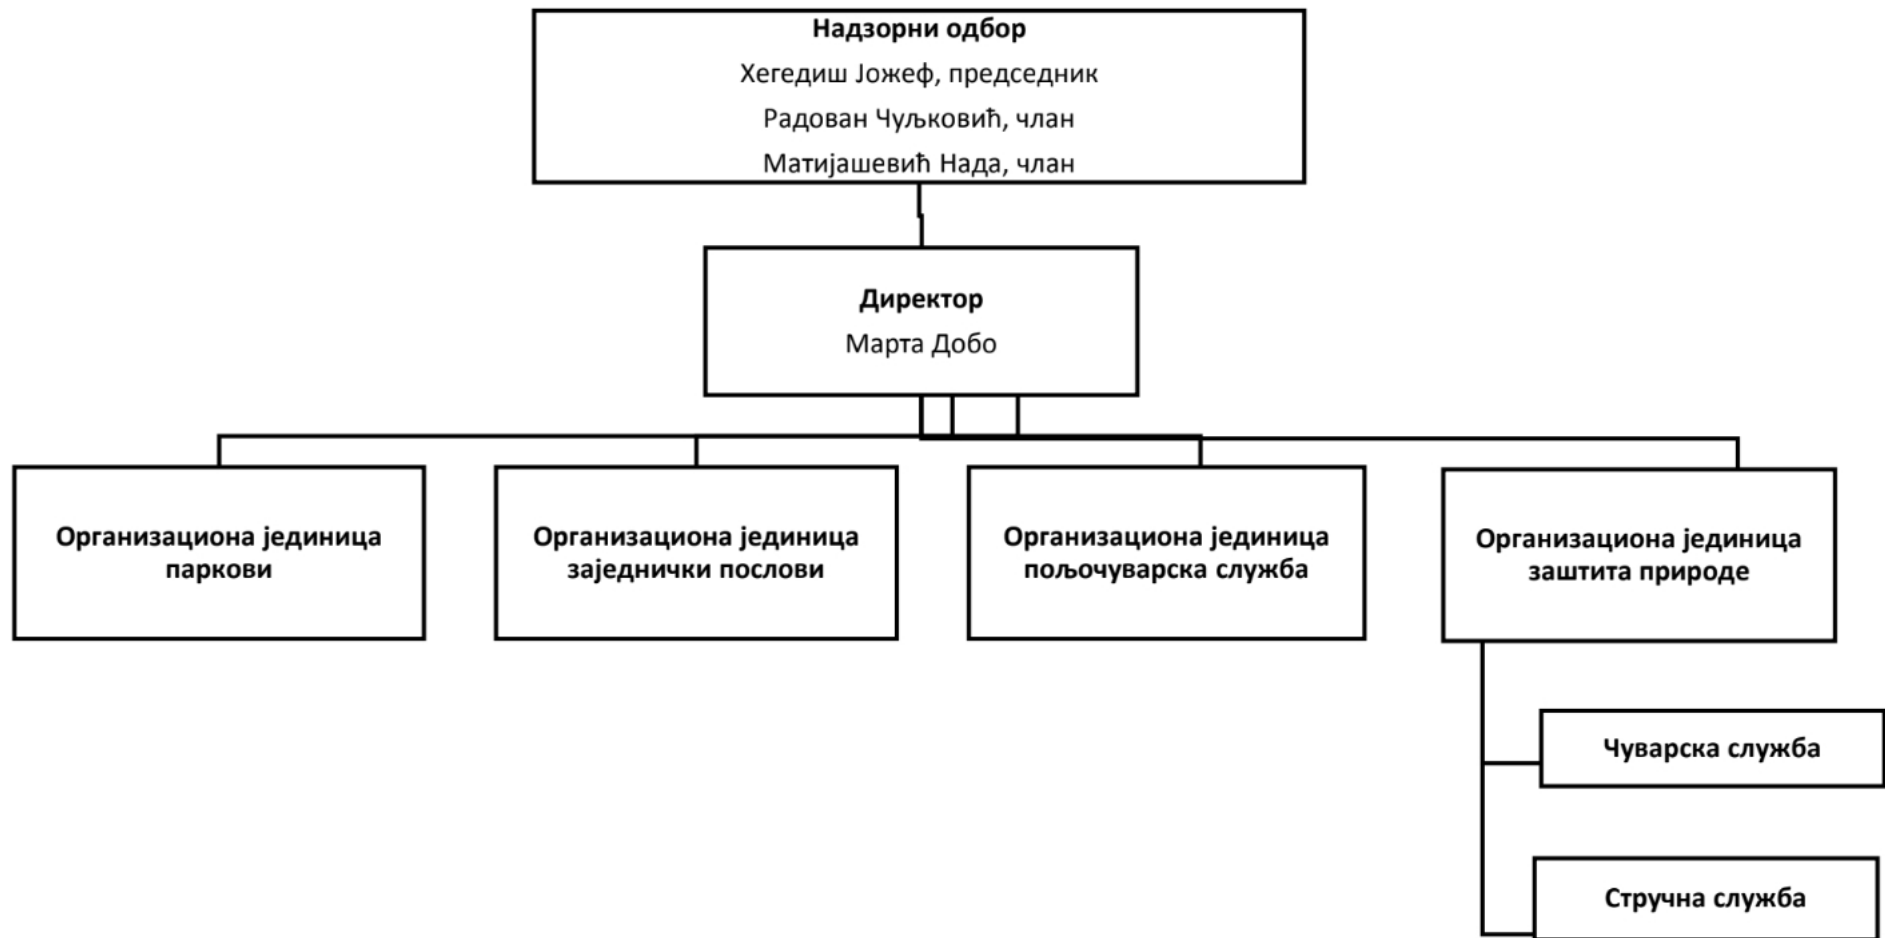 Надзорни одбор
Хегедиш Јожеф, председник
Радован Чуљковић, члан
Матијашевић Нада, члан
Директор
Марта Добо
Организациона јединица
паркови
Организациона јединица
заједнички послови
Организациона јединица
пољочуварска служба
Организациона јединица
заштита природе
Чуварска служба
Стручна служба